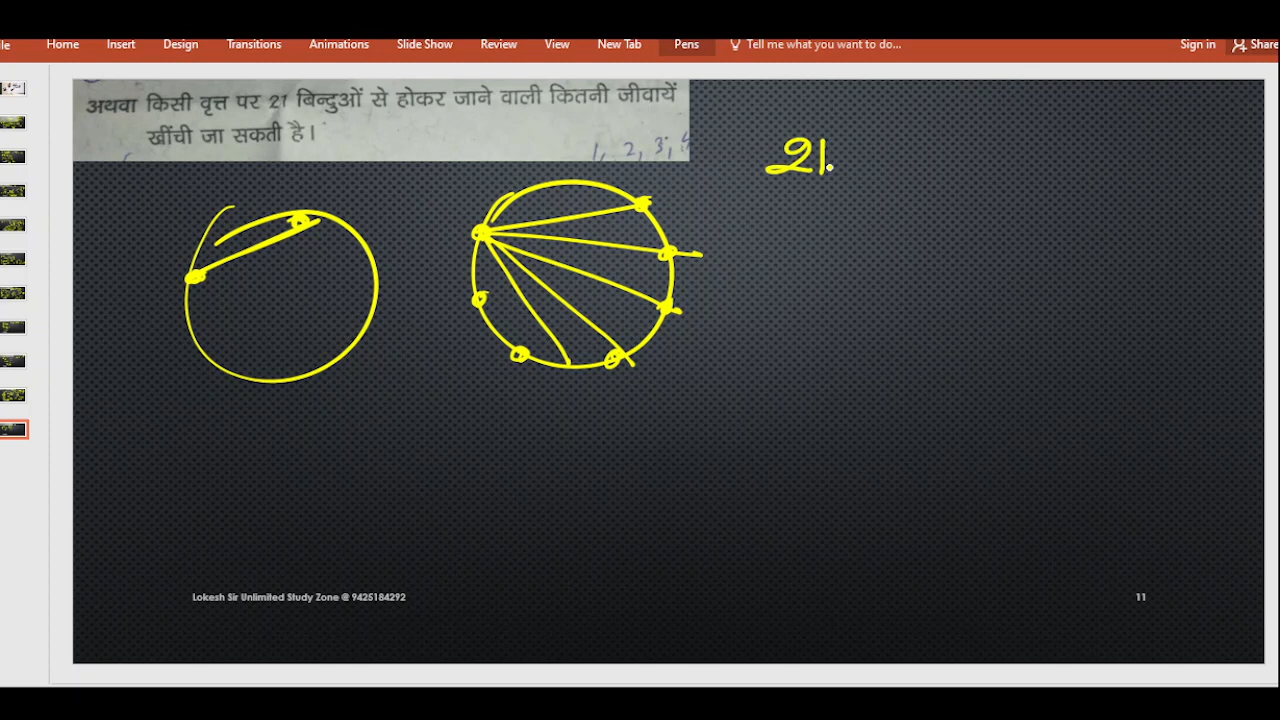 Home Insert Design Transitions Animations Slide Show Review View New Tab Pens Tell me what you want to do... Sign in Share
अथवा किसी वृत्त पर 21 बिन्दुओं से होकर जाने वाली कितनी जीवायें
खींची जा सकती है।
1, 2, 3,
21
Lokesh Sir Unlimited Study Zone @ 9425184292
11